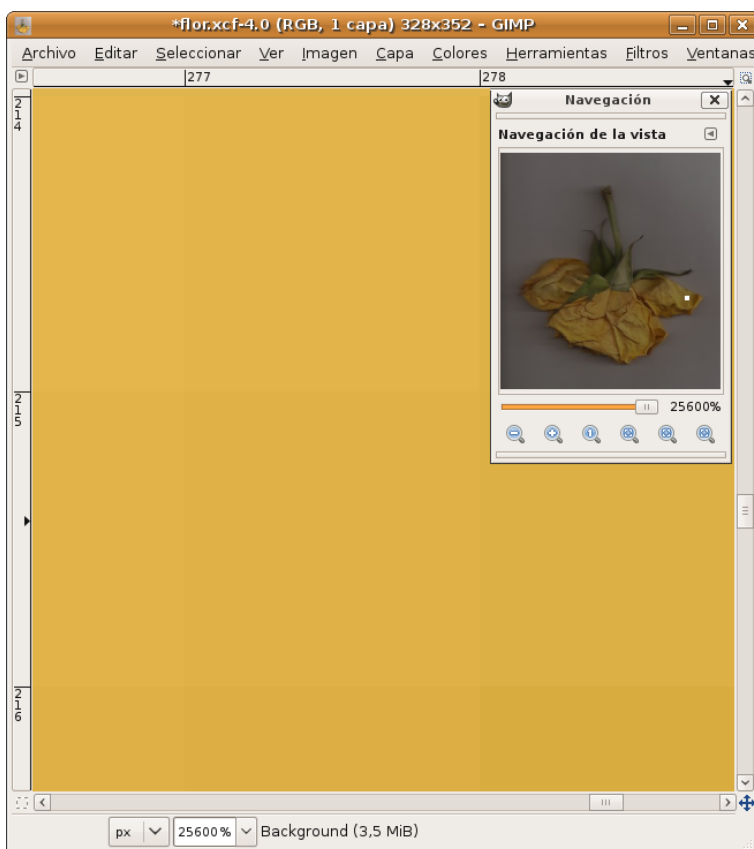 *flor.xcf-4.0 (RGB, 1 capa) 328x352 – GIMP
Archivo Editar Seleccionar Ver Imagen Capa Colores Herramientas Filtros Ventanas
277 278
214
Navegación
Navegación de la vista
25600%
215
216
px 25600% Background (3,5 MiB)